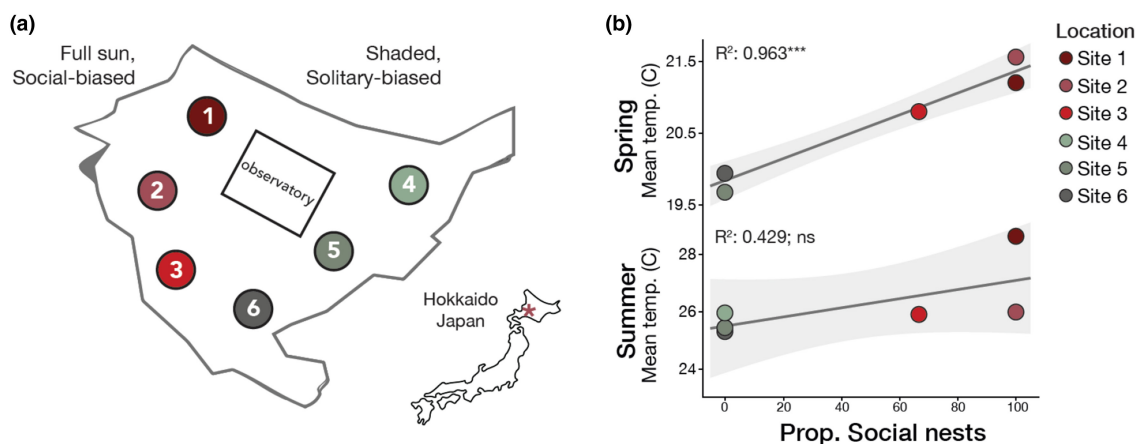 (a)
Full sun,
Social-biased
Shaded,
Solitary-biased
1
2
3
4
5
6
observatory
Hokkaido
Japan
*
(b)
R²: 0.963***
Spring
Mean temp. (C)
21.5
20.5
19.5
R²: 0.429; ns
Summer
Mean temp. (C)
28
26
24
0
20
40
60
80
100
Prop. Social nests
Location
Site 1
Site 2
Site 3
Site 4
Site 5
Site 6